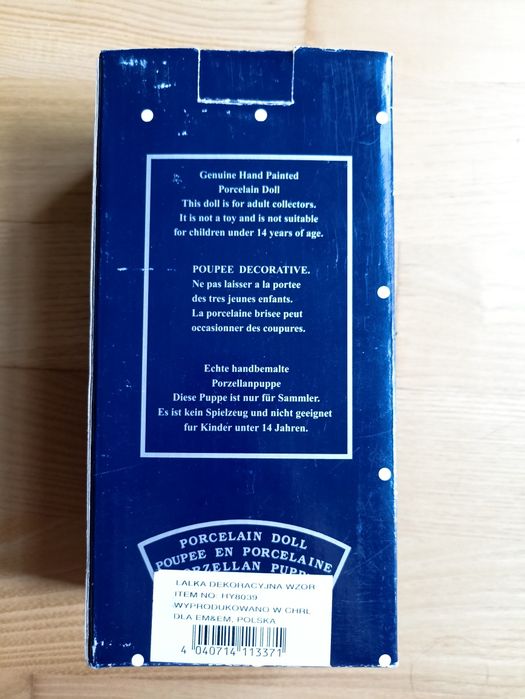 Genuine Hand Painted
Porcelain Doll
This doll is for adult collectors.
It is not a toy and is not suitable
for children under 14 years of age.
POUPEE DECORATIVE.
Ne pas laisser a la portee
des tres jeunes enfants.
La porcelaine brisee peut
occasionner des coupures.
Echte handbemalte
Porzellanpuppe
Diese Puppe ist nur für Sammler.
Es ist kein Spielzeug und nicht geeignet
fur Kinder unter 14 Jahren.
PORCELAIN DOLL
POUPEE EN PORCELAINE
PORZELLAN PUPP
LALKA DEKORACYJNA WZOR
ITEM NO: HY8039
WYPRODUKOWANO W CHRL
DLA EM&EM, POLSKA
4 040714 113371